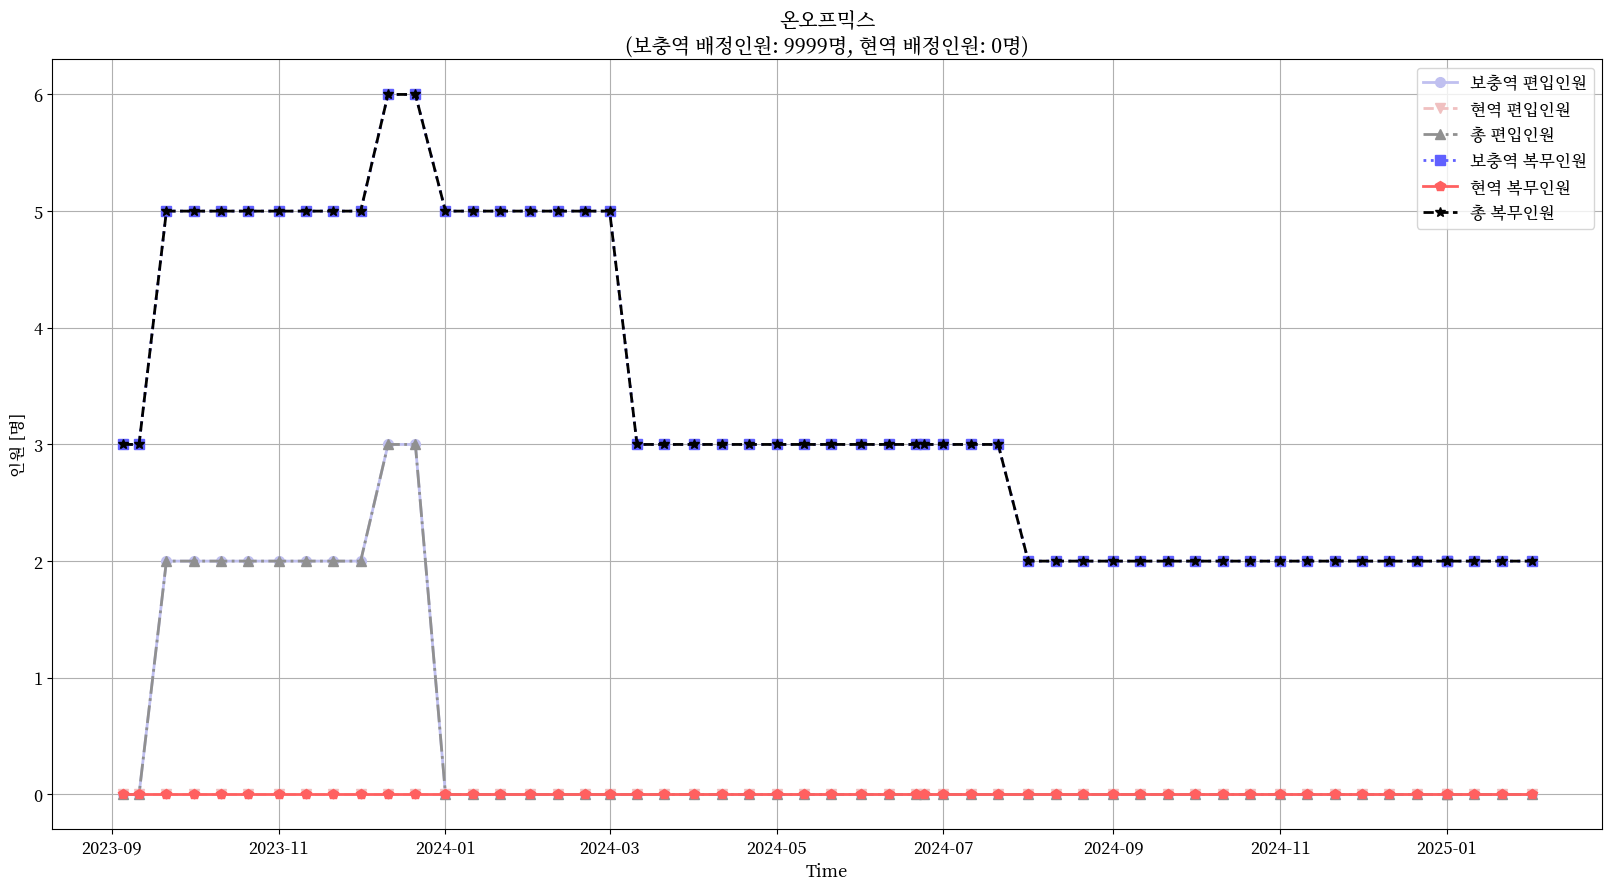 온오프믹스
(보충역 배정인원: 9999명, 현역 배정인원: 0명)
보충역 편입인원
현역 편입인원
총 편입인원
보충역 복무인원
현역 복무인원
총 복무인원
인원 [명]
6
5
4
3
2
1
0
2023-09
2023-11
2024-01
2024-03
2024-05
2024-07
2024-09
2024-11
2025-01
Time